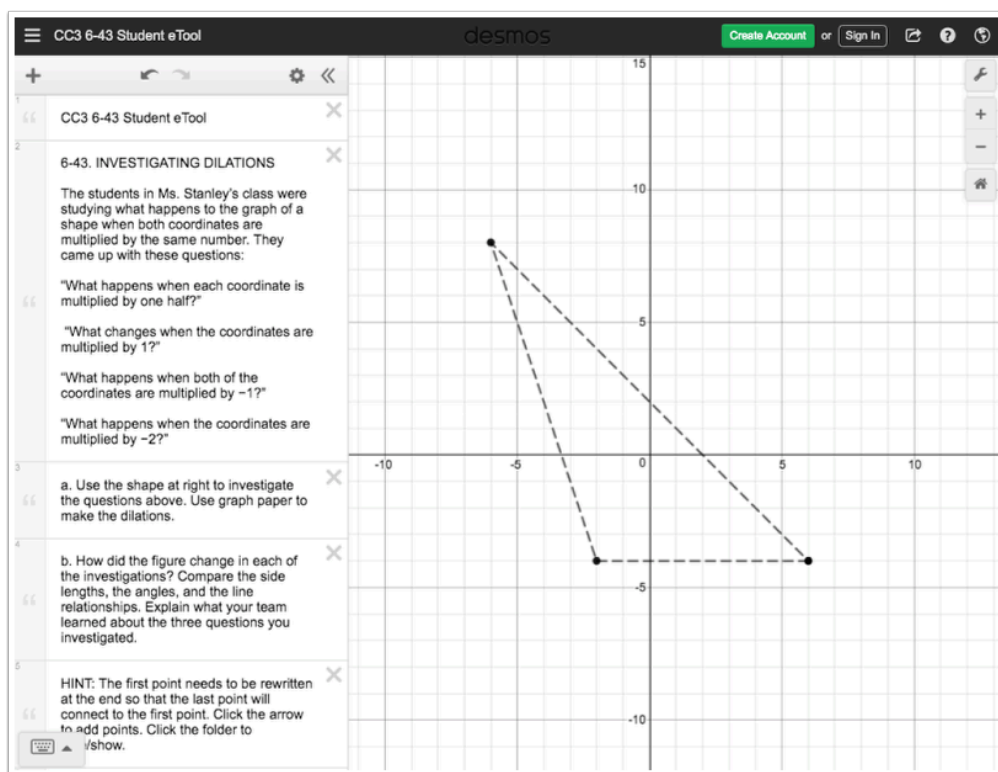 CC3 6-43 Student eTool
desmos
Create Account or Sign In
1
CC3 6-43 Student eTool
2
6-43. INVESTIGATING DILATIONS
The students in Ms. Stanley's class were
studying what happens to the graph of a
shape when both coordinates are
multiplied by the same number. They
came up with these questions:
"What happens when each coordinate is
multiplied by one half?"
"What changes when the coordinates are
multiplied by 1?"
"What happens when both of the
coordinates are multiplied by −1?"
"What happens when the coordinates are
multiplied by −2?"
3
a. Use the shape at right to investigate
the questions above. Use graph paper to
make the dilations.
4
b. How did the figure change in each of
the investigations? Compare the side
lengths, the angles, and the line
relationships. Explain what your team
learned about the three questions you
investigated.
5
HINT: The first point needs to be rewritten
at the end so that the last point will
connect to the first point. Click the arrow
to add points. Click the folder to
/show.
15
10
5
-10 -5 0 5 10
-5
-10